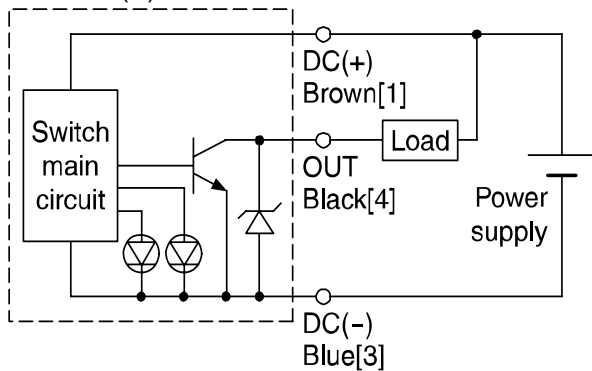 DC(+)
Brown[1]
Switch
main
circuit
Load
OUT
Black[4]
Power
supply
DC(−)
Blue[3]